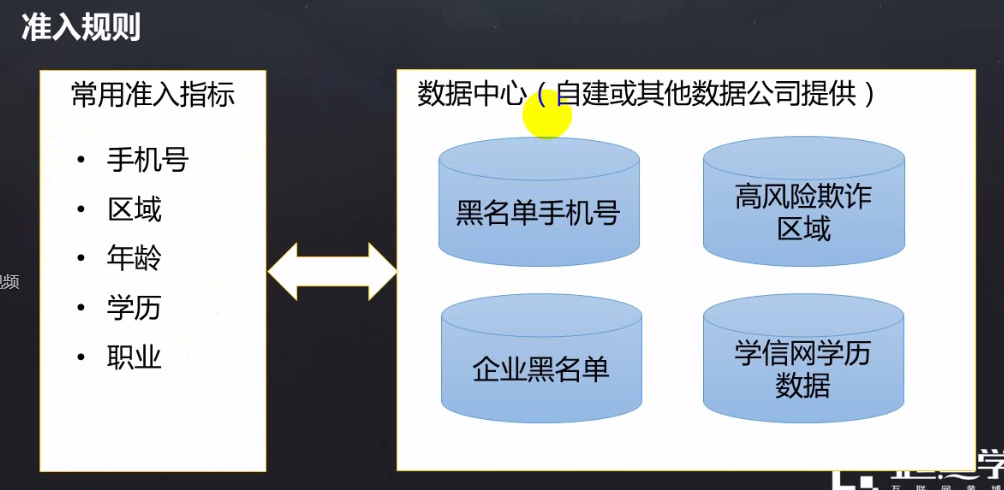 准入规则
常用准入指标
• 手机号
• 区域
• 年龄
• 学历
• 职业
数据中心（自建或其他数据公司提供）
黑名单手机号
高风险欺诈
区域
企业黑名单
学信网学历
数据
视频